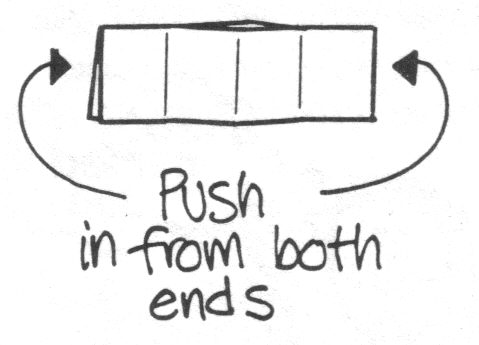 Push
in from both
ends